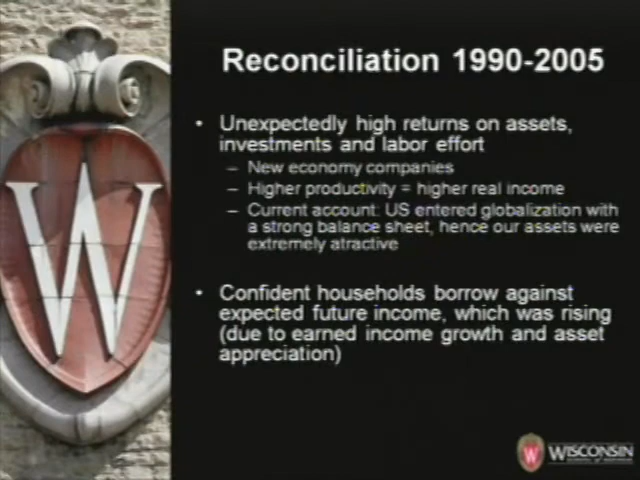 Reconciliation 1990-2005
• Unexpectedly high returns on assets,
investments and labor effort
– New economy companies
– Higher productivity = higher real income
– Current account: US entered globalization with
a strong balance sheet, hence our assets were
extremely atractive
• Confident households borrow against
expected future income, which was rising
(due to earned income growth and asset
appreciation)
W
W
WISCONSIN